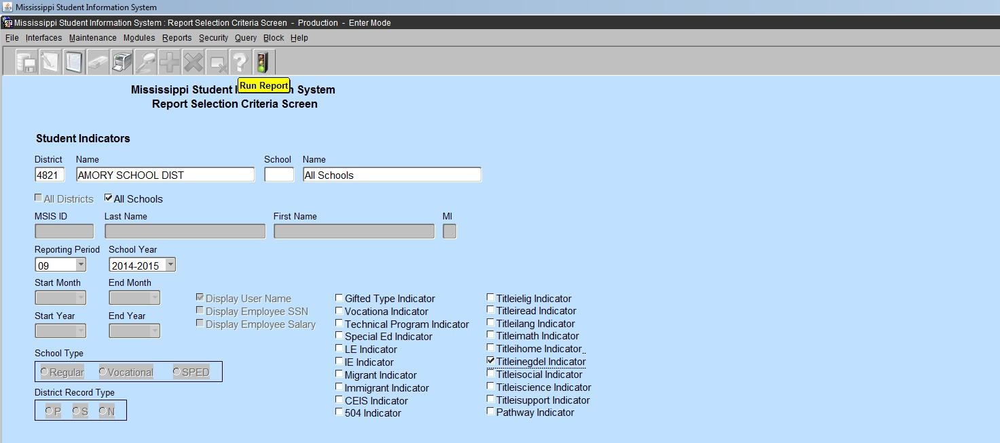 Mississippi Student Information System
Mississippi Student Information System : Report Selection Criteria Screen - Production - Enter Mode
File Interfaces Maintenance Modules Reports Security Query Block Help
Run Report
Mississippi Student I n System
Report Selection Criteria Screen
Student Indicators
District Name School Name
4821 AMORY SCHOOL DIST All Schools
All Districts All Schools
MSIS ID Last Name First Name MI
Reporting Period School Year
09 2014-2015
Start Month End Month
Display User Name Gifted Type Indicator Titleielig Indicator
Display Employee SSN Vocationa Indicator Titleiread Indicator
Start Year End Year
Display Employee Salary Technical Program Indicator Titleilang Indicator
Special Ed Indicator Titleimath Indicator
LE Indicator Titleihome Indicator
School Type
IE Indicator Titleinegdel Indicator
Regular Vocational SPED Migrant Indicator Titleisocial Indicator
Immigrant Indicator Titleiscience Indicator
District Record Type
CEIS Indicator Titleisupport Indicator
P S N 504 Indicator Pathway Indicator